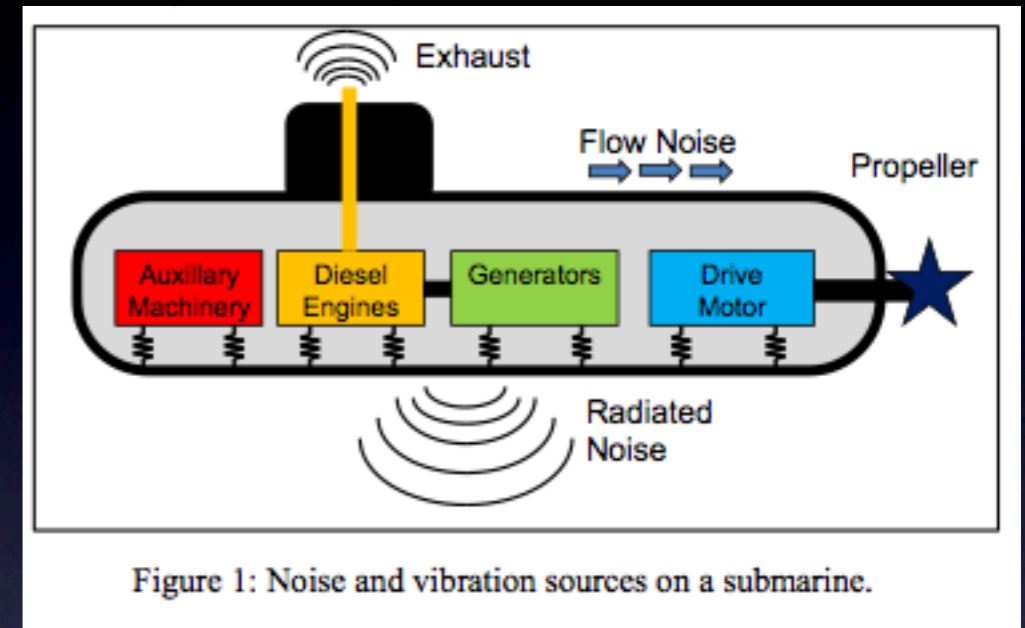 Exhaust
Flow Noise
Propeller
Auxillary
Machinery
Diesel
Engines
Generators
Drive
Motor
Radiated
Noise
Figure 1: Noise and vibration sources on a submarine.